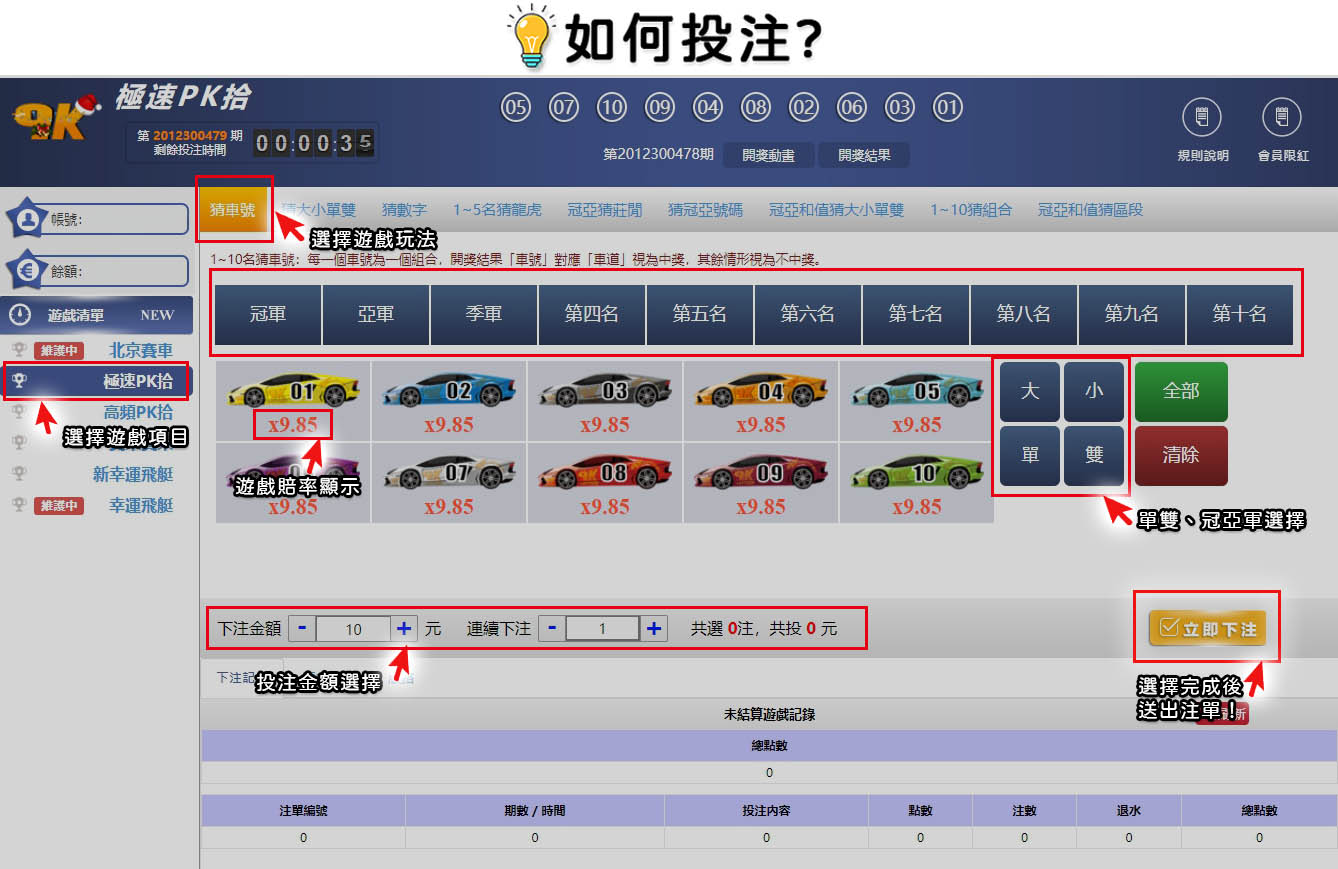 如何投注?
9K
極速PK拾
第 2012300479 期
剩餘投注時間
00:00:35
05 07 10 09 04 08 02 06 03 01
第2012300478期
開獎動畫
開獎結果
規則說明
會員限紅
帳號:
餘額:
遊戲清單 NEW
維護中 北京賽車
極速PK拾
高頻PK拾
選擇遊戲項目
新幸運飛艇
維護中 幸運飛艇
猜車號 猜大小單雙 猜數字 1~5名猜龍虎 冠亞猜莊閒 猜冠亞號碼 冠亞和值猜大小單雙 1~10猜組合 冠亞和值猜區段
選擇遊戲玩法
1~10名猜車號: 每一個車號為一個組合, 開獎結果「車號」對應「車道」視為中獎, 其餘情形視為不中獎。
冠軍 亞軍 季軍 第四名 第五名 第六名 第七名 第八名 第九名 第十名
01 02 03 04 05
x9.85 x9.85 x9.85 x9.85 x9.85
07 08 09 10
x9.85 x9.85 x9.85 x9.85 x9.85
遊戲賠率顯示
大 小 全部
單 雙 清除
單雙、冠亞軍選擇
下注金額 - 10 + 元 連續下注 - 1 + 共選 0注, 共投 0 元
立即下注
投注金額選擇
選擇完成後
送出注單!
下注記
未結算遊戲記錄
新
總點數
0
注單編號 期數 / 時間 投注內容 點數 注數 退水 總點數
0 0 0 0 0 0 0